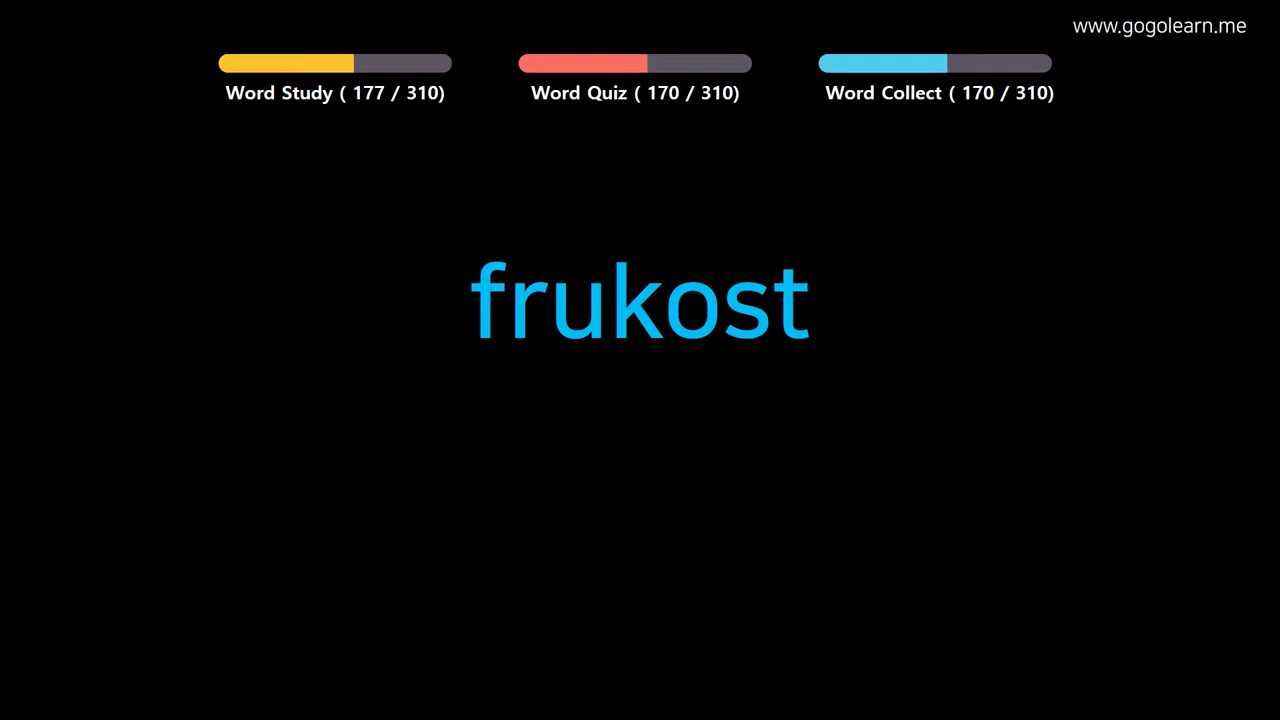 www.gogolearn.me
Word Study ( 177 / 310)
Word Quiz ( 170 / 310)
Word Collect ( 170 / 310)
frukost